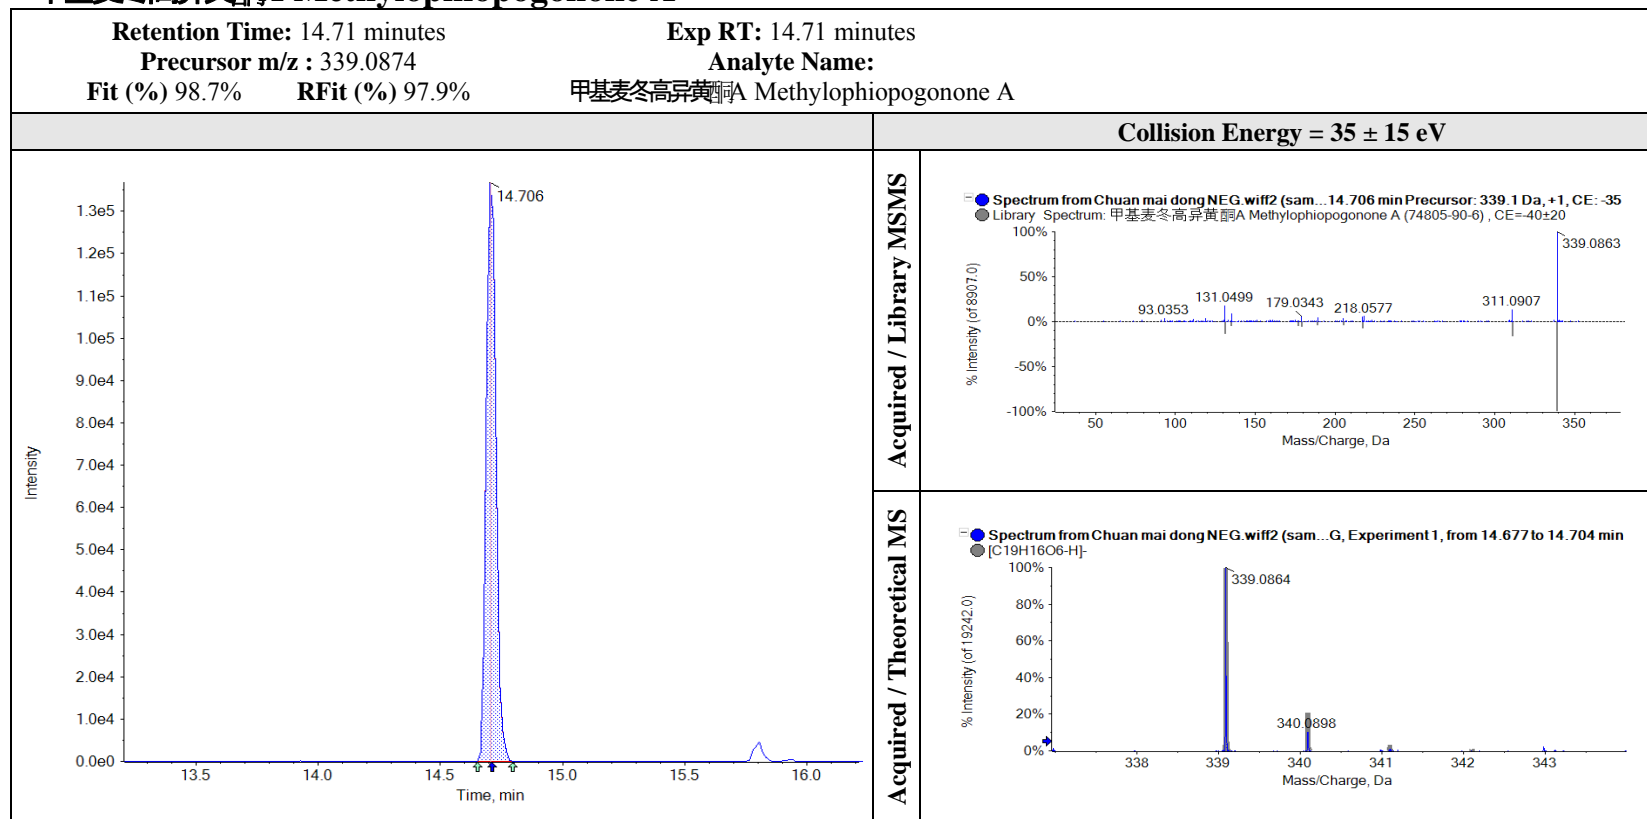 Retention Time: 14.71 minutes
Exp RT: 14.71 minutes
Precursor m/z : 339.0874
Analyte Name:
Fit (%) 98.7%
RFit (%) 97.9%
甲基麦冬高异黄酮A Methylophiopogonone A
Collision Energy = 35 ± 15 eV
14.706
1.3e5
1.2e5
1.1e5
1.0e5
9.0e4
8.0e4
7.0e4
6.0e4
5.0e4
4.0e4
3.0e4
2.0e4
1.0e4
0.0e0
Intensity
13.5 14.0 14.5 15.0 15.5 16.0
Time, min
Acquired / Library MSMS
Spectrum from Chuan mai dong NEG.wiff2 (sam...14.706 min Precursor: 339.1 Da, +1, CE: -35
Library Spectrum: 甲基麦冬高异黄酮A Methylophiopogonone A (74805-90-6) , CE=-40±20
100%
50%
0%
-50%
-100%
% Intensity (of 8907.0)
93.0353
131.0499
179.0343
218.0577
311.0907
339.0863
50 100 150 200 250 300 350
Mass/Charge, Da
Acquired / Theoretical MS
Spectrum from Chuan mai dong NEG.wiff2 (sam...G, Experiment 1, from 14.677 to 14.704 min
[C19H16O6-H]-
100%
80%
60%
40%
20%
0%
% Intensity (of 19242.0)
339.0864
340.0898
338 339 340 341 342 343
Mass/Charge, Da